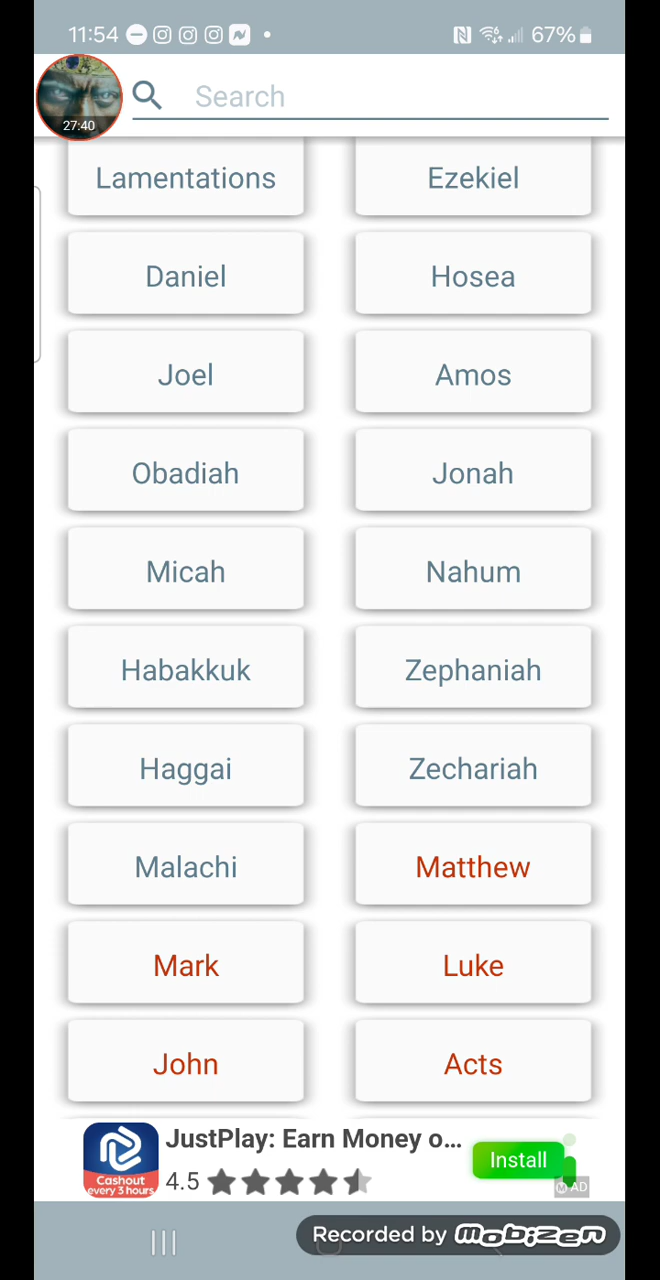 11:54 67%
27:40
Search
Lamentations Ezekiel
Daniel Hosea
Joel Amos
Obadiah Jonah
Micah Nahum
Habakkuk Zephaniah
Haggai Zechariah
Malachi Matthew
Mark Luke
John Acts
JustPlay: Earn Money o...
Install
Cashout
every 3 hours
4.5
AD
Recorded by mobizen